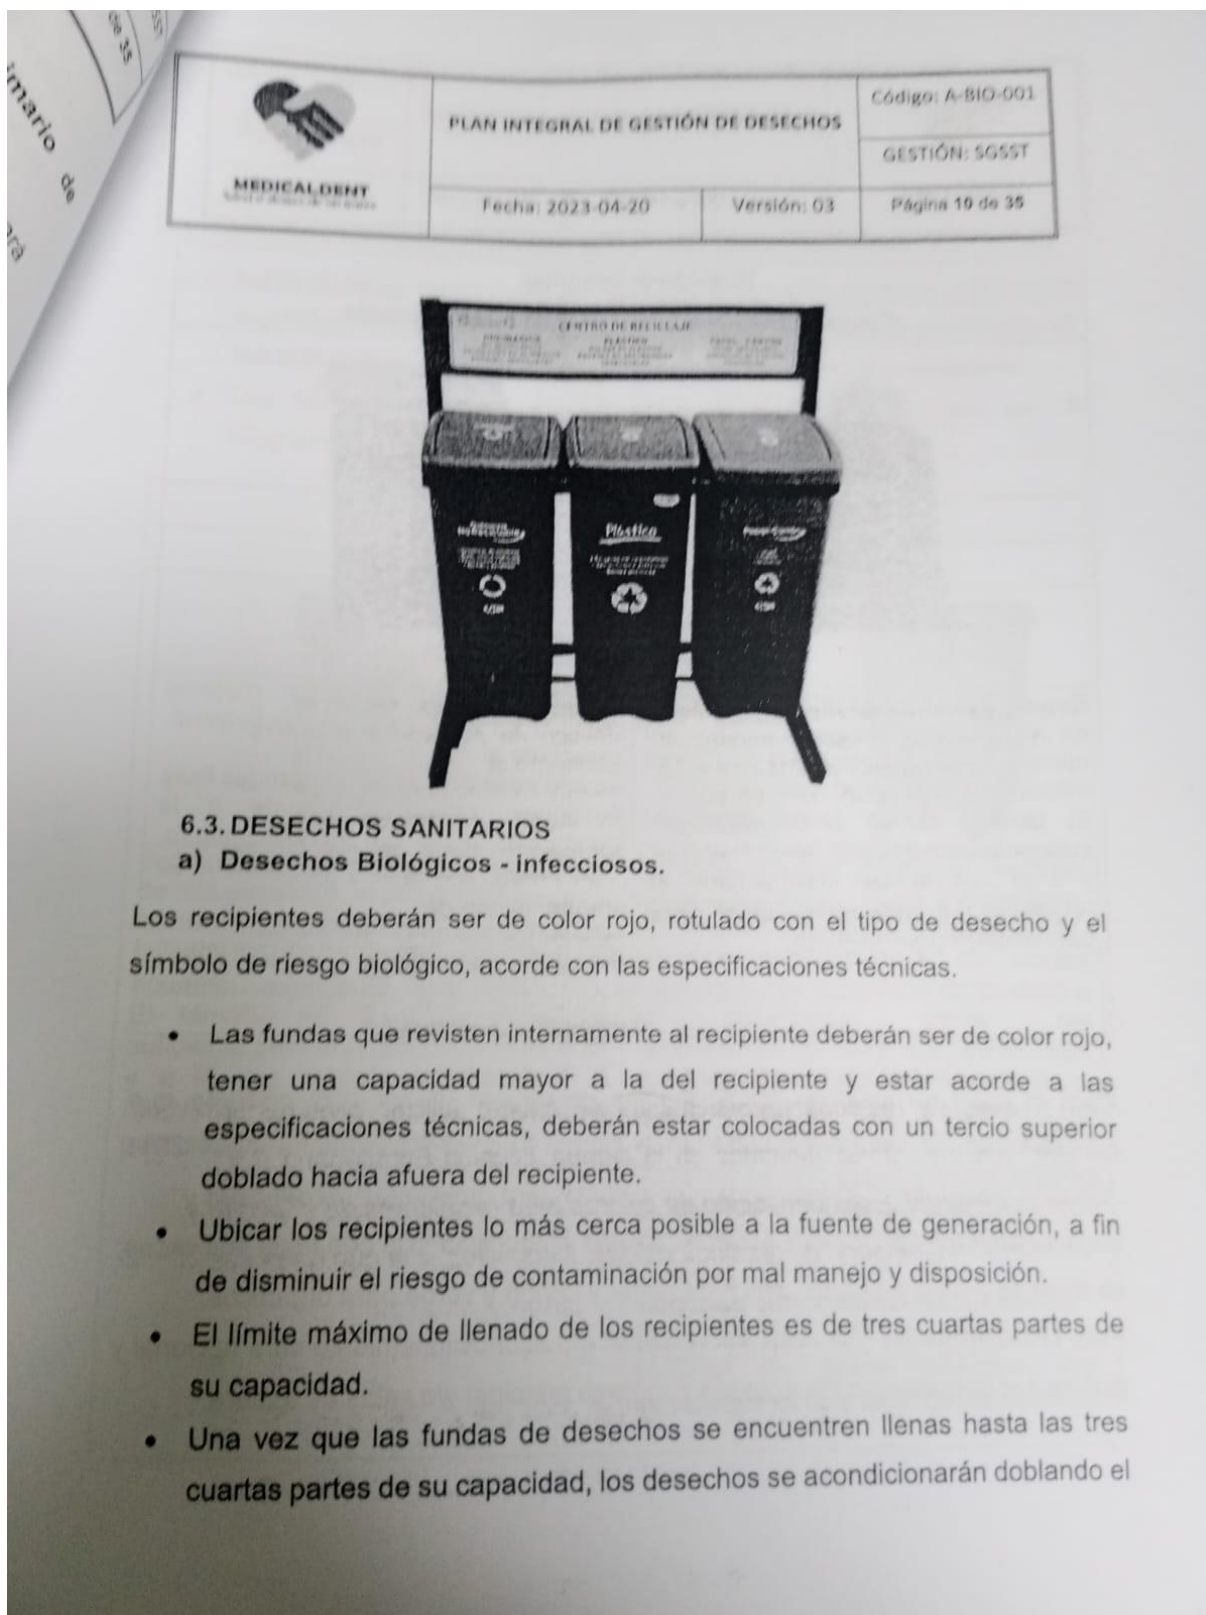 de 35
SST
imario de
ará
MEDICALDENT
PLAN INTEGRAL DE GESTIÓN DE DESECHOS
Código: A-BIO-001
GESTIÓN: SGSST
Fecha: 2023-04-20
Versión: 03
Página 10 de 35
CENTRO DE RECICLAJE
PLÁSTICO
Plástico
6.3. DESECHOS SANITARIOS
a) Desechos Biológicos - infecciosos.
Los recipientes deberán ser de color rojo, rotulado con el tipo de desecho y el
símbolo de riesgo biológico, acorde con las especificaciones técnicas.
• Las fundas que revisten internamente al recipiente deberán ser de color rojo,
tener una capacidad mayor a la del recipiente y estar acorde a las
especificaciones técnicas, deberán estar colocadas con un tercio superior
doblado hacia afuera del recipiente.
• Ubicar los recipientes lo más cerca posible a la fuente de generación, a fin
de disminuir el riesgo de contaminación por mal manejo y disposición.
• El límite máximo de llenado de los recipientes es de tres cuartas partes de
su capacidad.
• Una vez que las fundas de desechos se encuentren llenas hasta las tres
cuartas partes de su capacidad, los desechos se acondicionarán doblando el